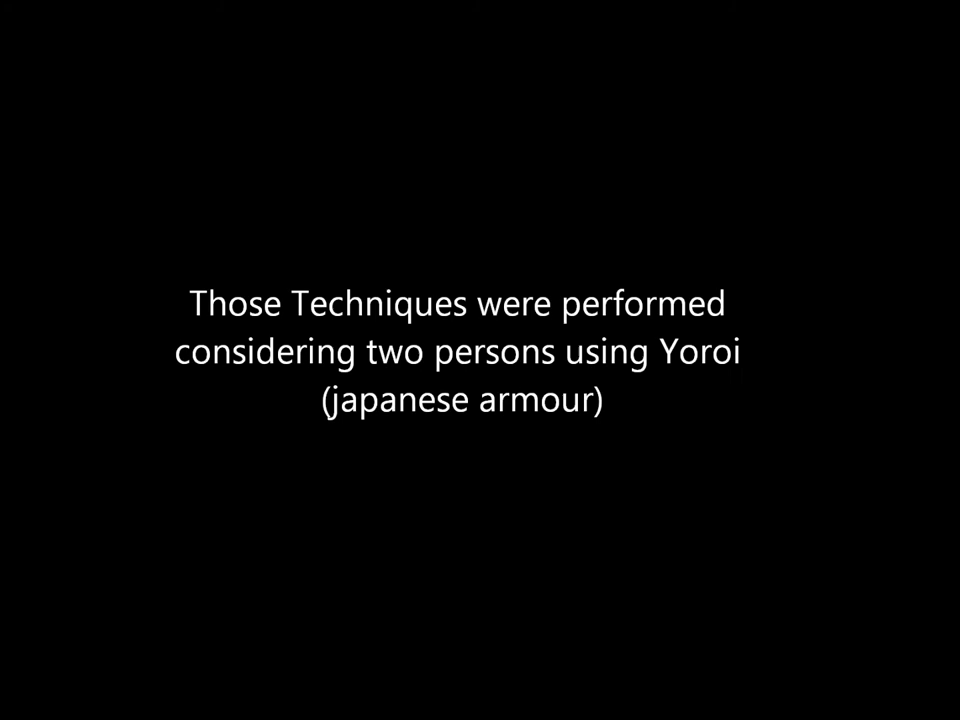 Those Techniques were performed
considering two persons using Yoroi
(japanese armour)